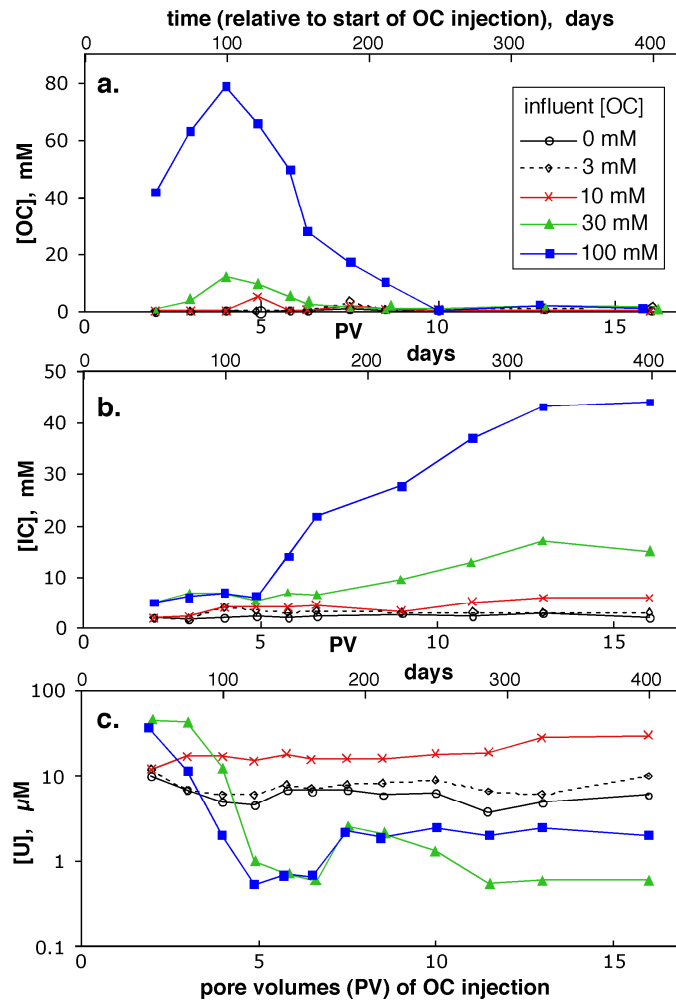 time (relative to start of OC injection), days
0 100 200 300 400
a.
80
60
40
20
0
[OC], mM
influent [OC]
0 mM
3 mM
10 mM
30 mM
100 mM
0 5 10 15
PV
days
0 100 200 300 400
b.
50
40
30
20
10
0
[IC], mM
0 5 10 15
PV
days
0 100 200 300 400
c.
100
10
1
0.1
[U], µM
0 5 10 15
pore volumes (PV) of OC injection